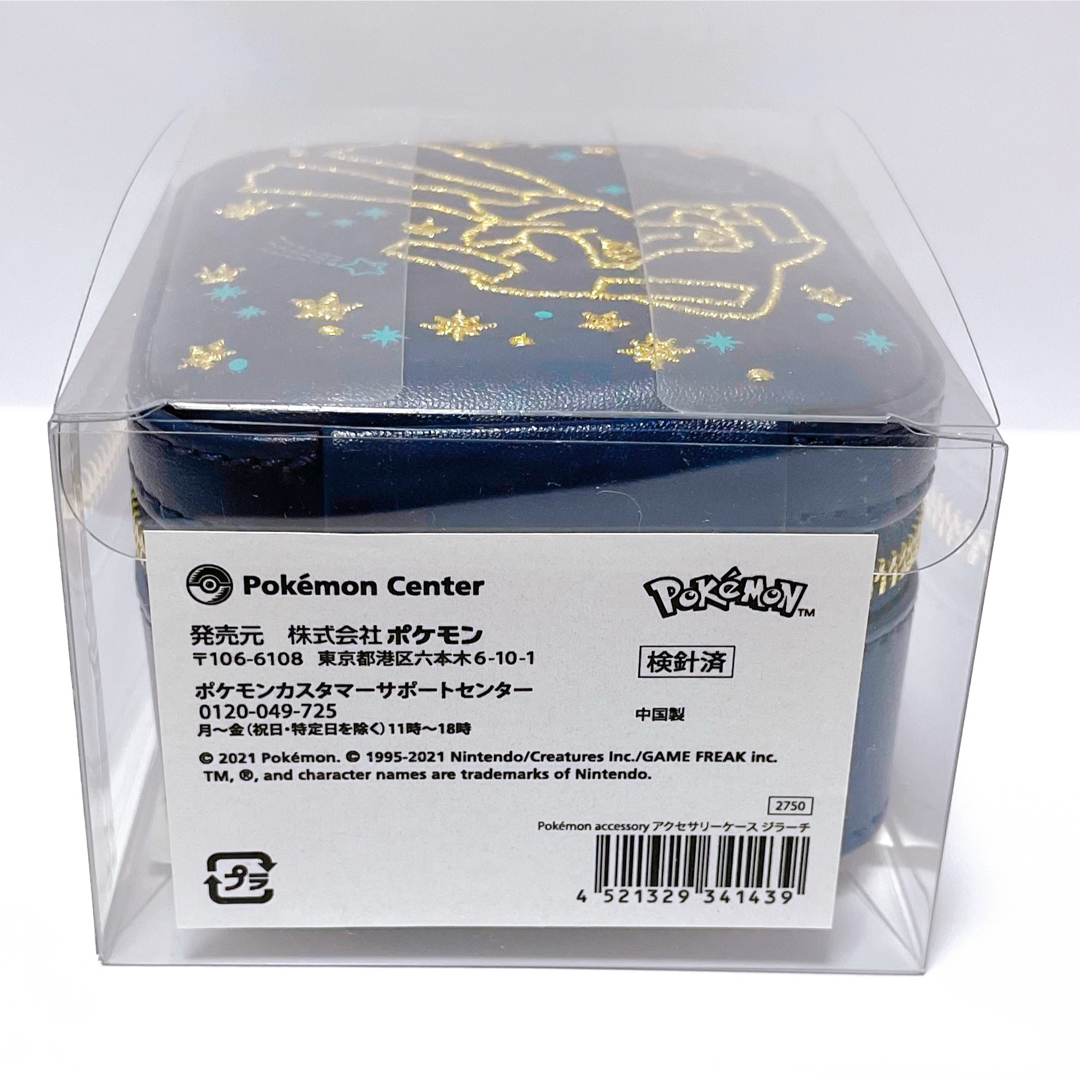 Pokémon Center
POKéMON™
発売元 株式会社ポケモン
〒106-6108 東京都港区六本木6-10-1
検針済
ポケモンカスタマーサポートセンター
0120-049-725
月～金(祝日・特定日を除く)11時～18時
中国製
© 2021 Pokémon. © 1995-2021 Nintendo/Creatures Inc./GAME FREAK inc.
TM, ®, and character names are trademarks of Nintendo.
2750
Pokémon accessory アクセサリーケース ジラーチ
プラ
4 521329 341439